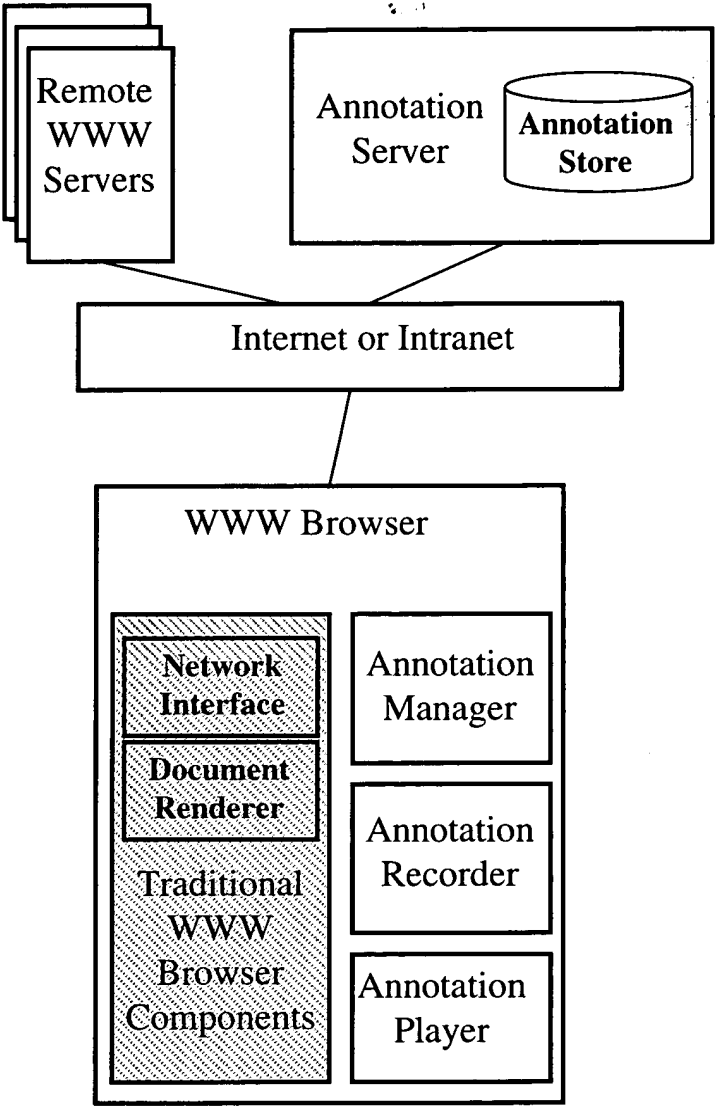 Remote
WWW
Servers
Annotation
Server
Annotation
Store
Internet or Intranet
WWW Browser
Network
Interface
Document
Renderer
Traditional
WWW
Browser
Components
Annotation
Manager
Annotation
Recorder
Annotation
Player